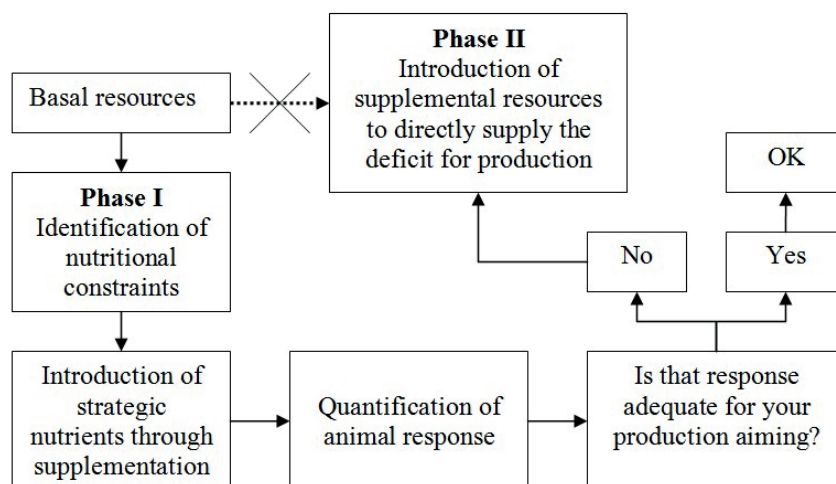 Basal resources
Phase II
Introduction of
supplemental resources
to directly supply the
deficit for production
Phase I
Identification of
nutritional
constraints
OK
No
Yes
Introduction of
strategic
nutrients through
supplementation
Quantification of
animal response
Is that response
adequate for your
production aiming?